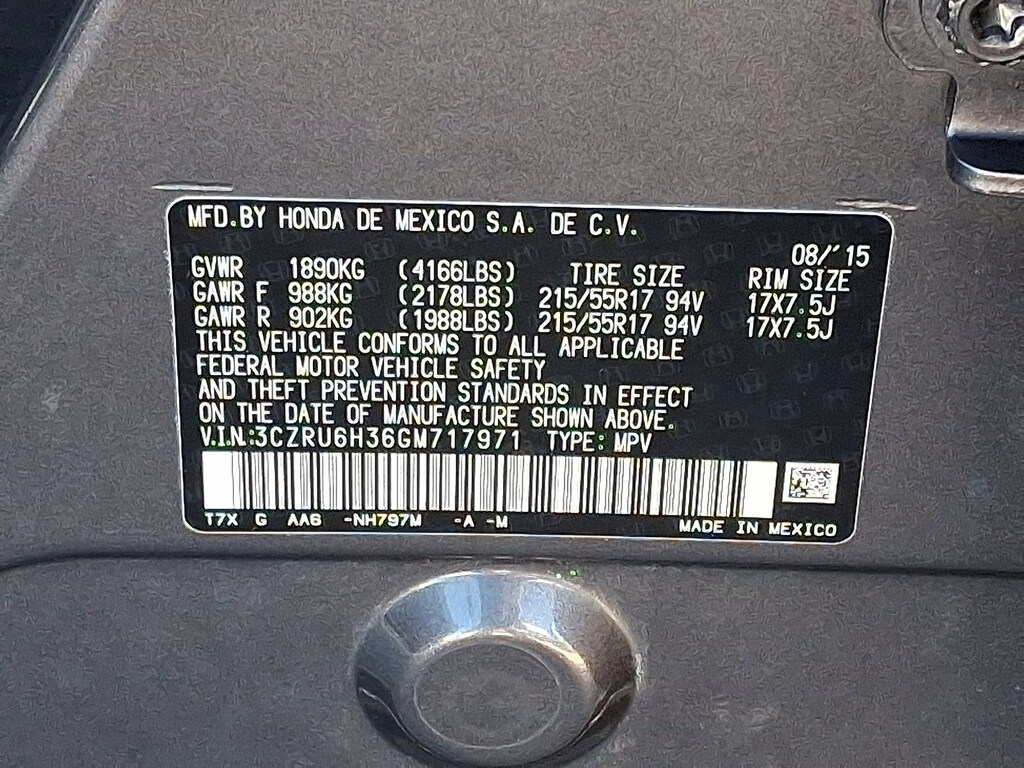 MFD.BY HONDA DE MEXICO S.A. DE C.V.
08/'15
GVWR 1890KG (4166LBS) TIRE SIZE RIM SIZE
GAWR F 988KG (2178LBS) 215/55R17 94V 17X7.5J
GAWR R 902KG (1988LBS) 215/55R17 94V 17X7.5J
THIS VEHICLE CONFORMS TO ALL APPLICABLE
FEDERAL MOTOR VEHICLE SAFETY
AND THEFT PREVENTION STANDARDS IN EFFECT
ON THE DATE OF MANUFACTURE SHOWN ABOVE.
V.I.N.:3CZRU6H36GM717971 TYPE: MPV
T7X G AA6 -NH797M -A -M MADE IN MEXICO